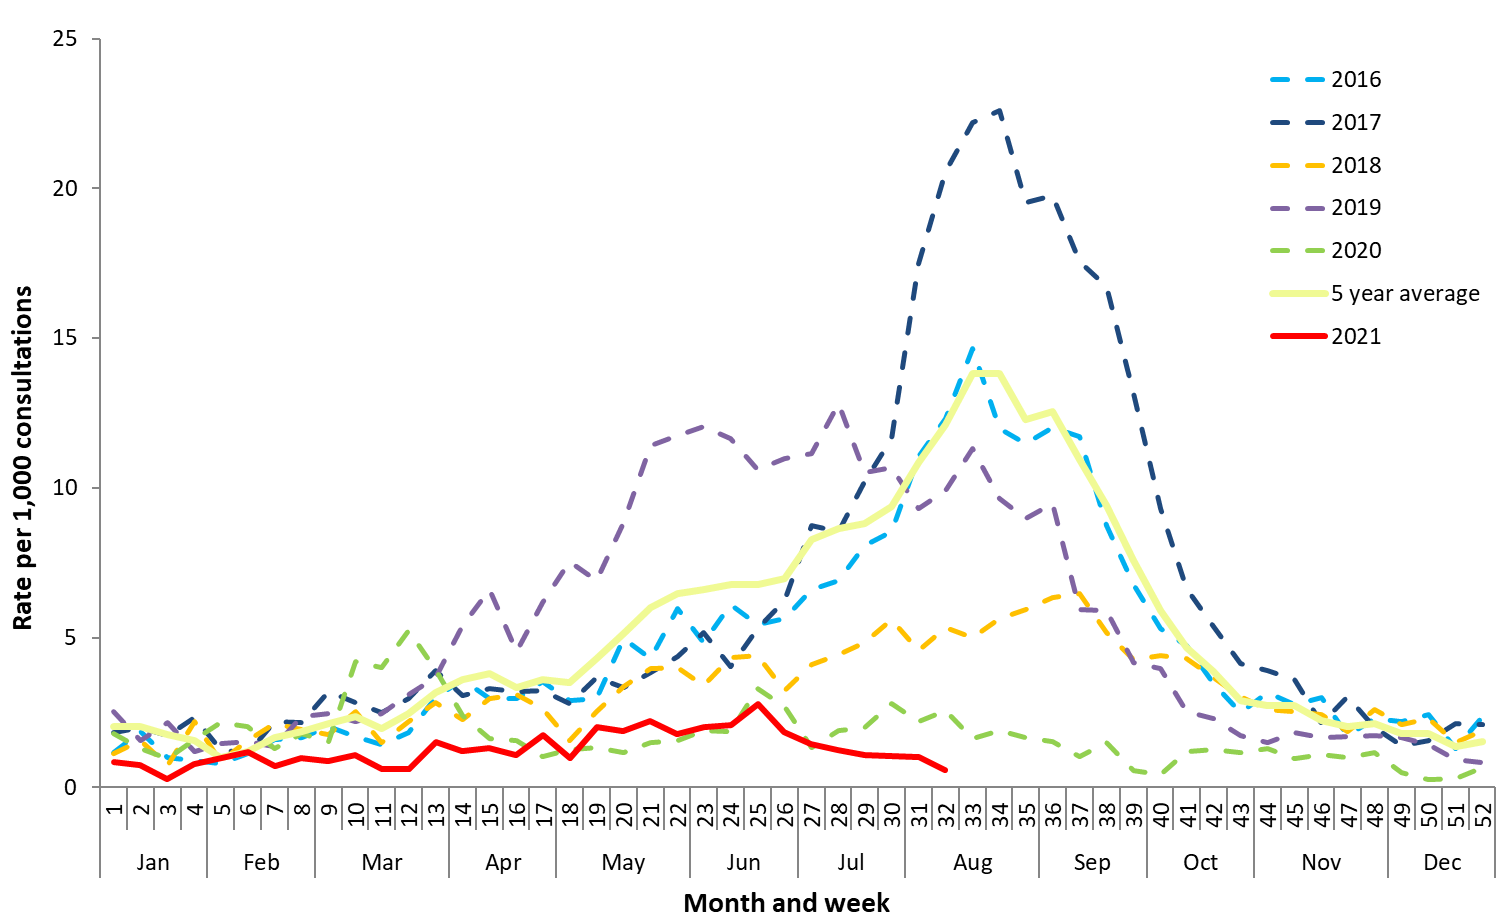 25
20
15
10
5
0
Rate per 1,000 consultations
2016
2017
2018
2019
2020
5 year average
2021
1 2 3 4 5 6 7 8 9 10 11 12 13 14 15 16 17 18 19 20 21 22 23 24 25 26 27 28 29 30 31 32 33 34 35 36 37 38 39 40 41 42 43 44 45 46 47 48 49 50 51 52
Jan Feb Mar Apr May Jun Jul Aug Sep Oct Nov Dec
Month and week